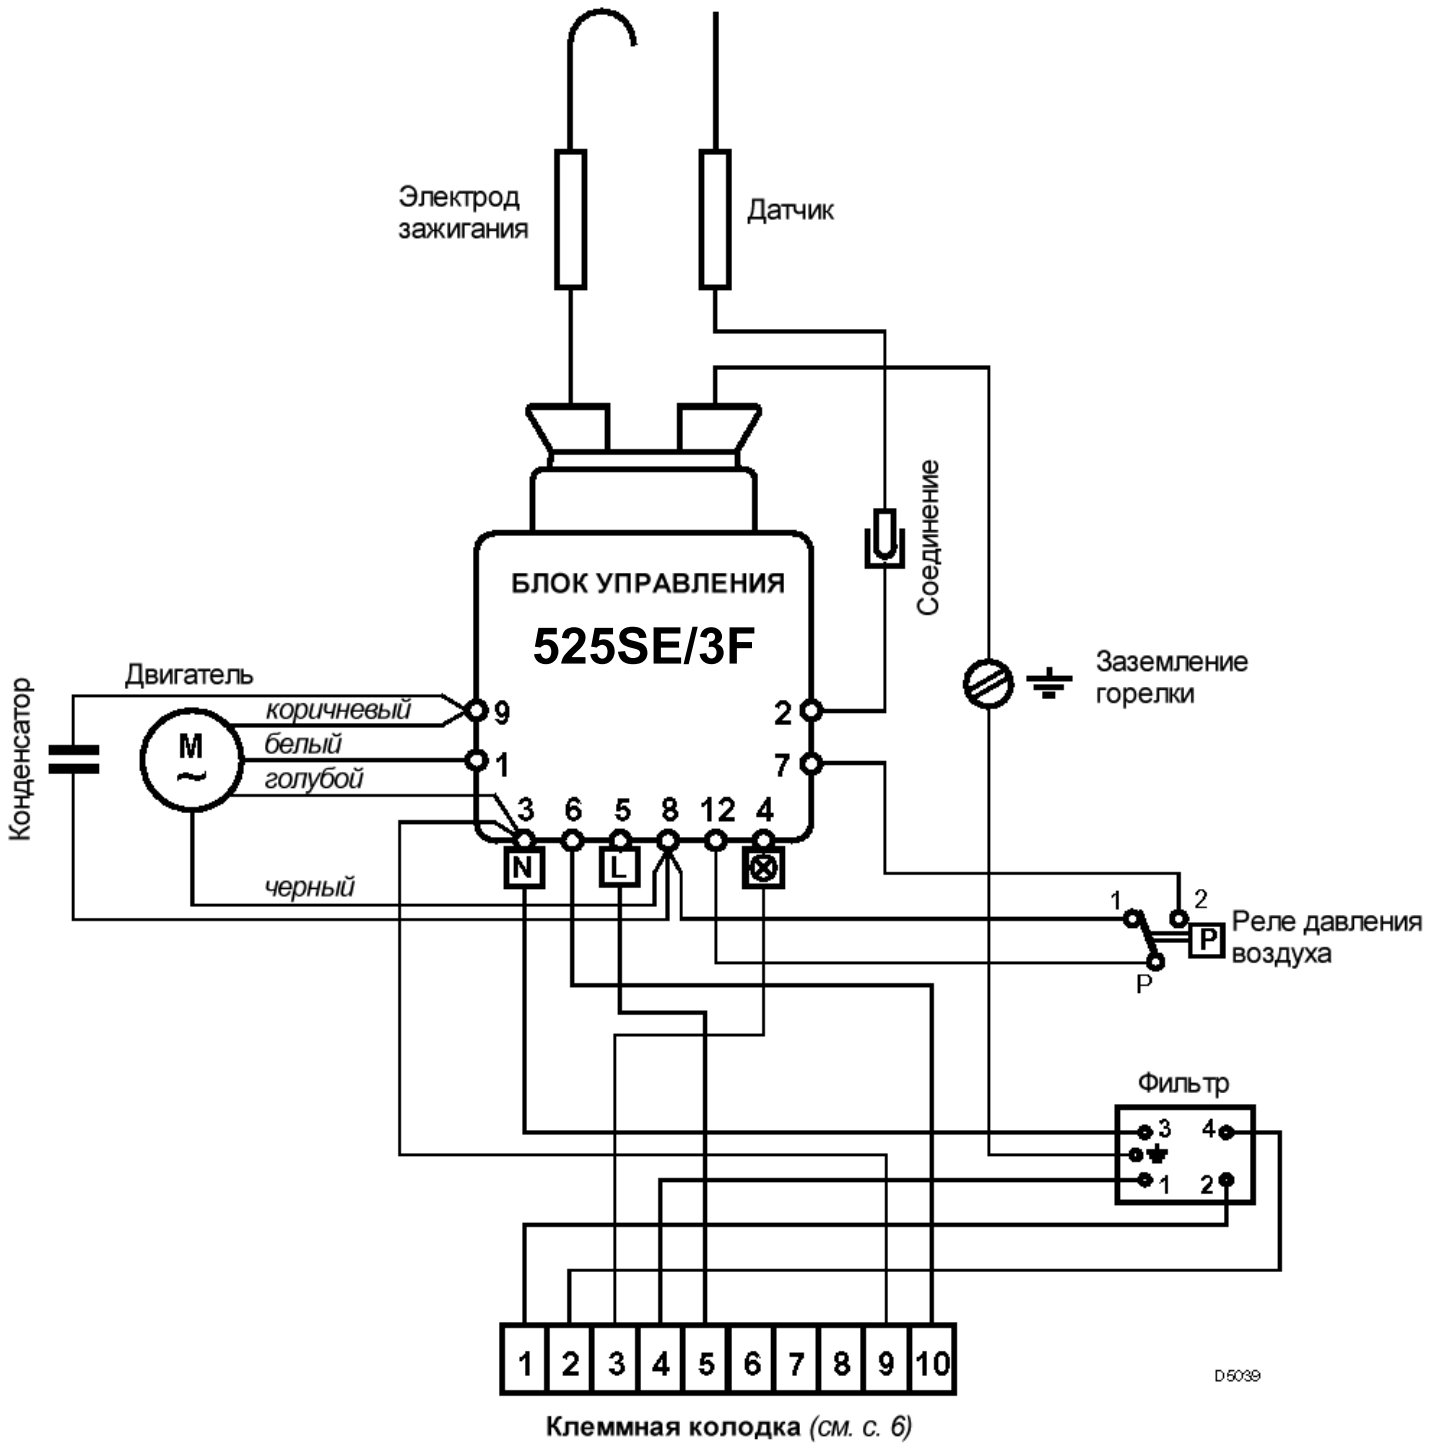 Электрод
зажигания
Датчик
Соединение
БЛОК УПРАВЛЕНИЯ
525SE/3F
Заземление
горелки
Двигатель
Конденсатор
коричневый
белый
голубой
черный
M
~
9
1
2
7
3 6 5 8 12 4
N L
1 2
P
P
Реле давления
воздуха
Фильтр
3 4
1 2
1 2 3 4 5 6 7 8 9 10
D5039
Клеммная колодка (см. с. 6)